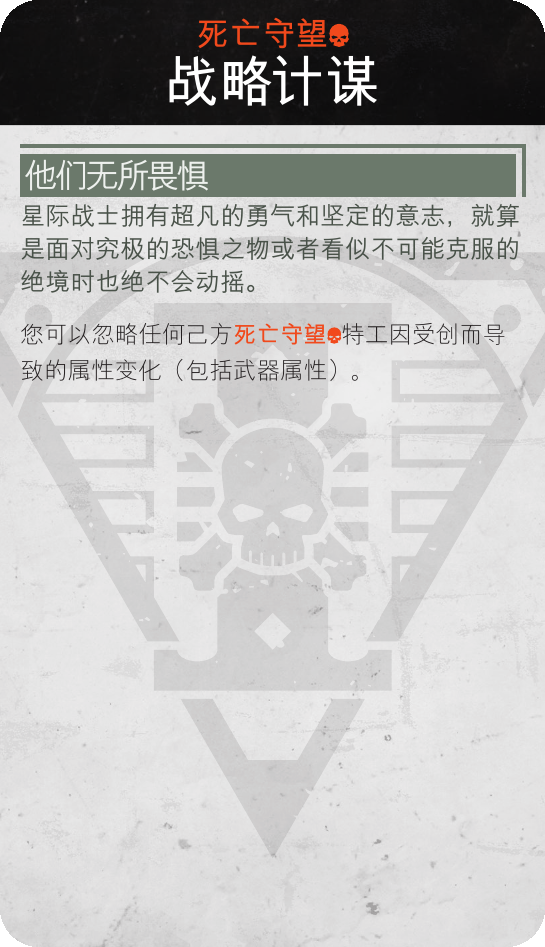 死亡守望
战略计谋
他们无所畏惧
星际战士拥有超凡的勇气和坚定的意志，就算
是面对究极的恐惧之物或者看似不可能克服的
绝境时也绝不会动摇。
您可以忽略任何己方死亡守望特工因受创而导
致的属性变化（包括武器属性）。